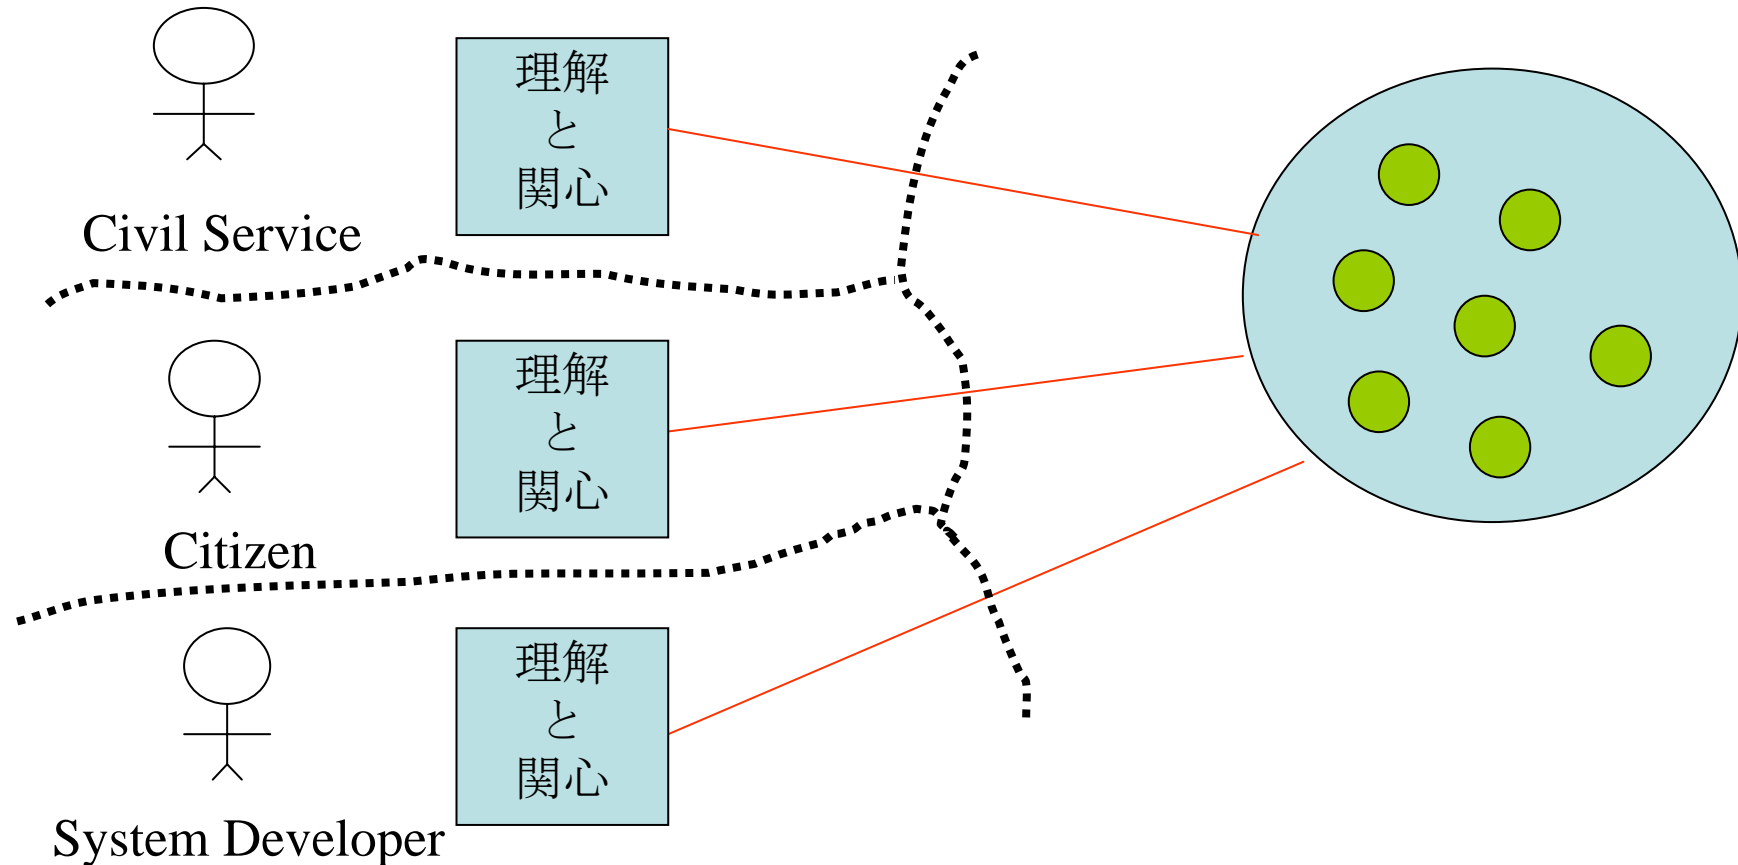 理解
と
関心
Civil Service
理解
と
関心
Citizen
理解
と
関心
System Developer